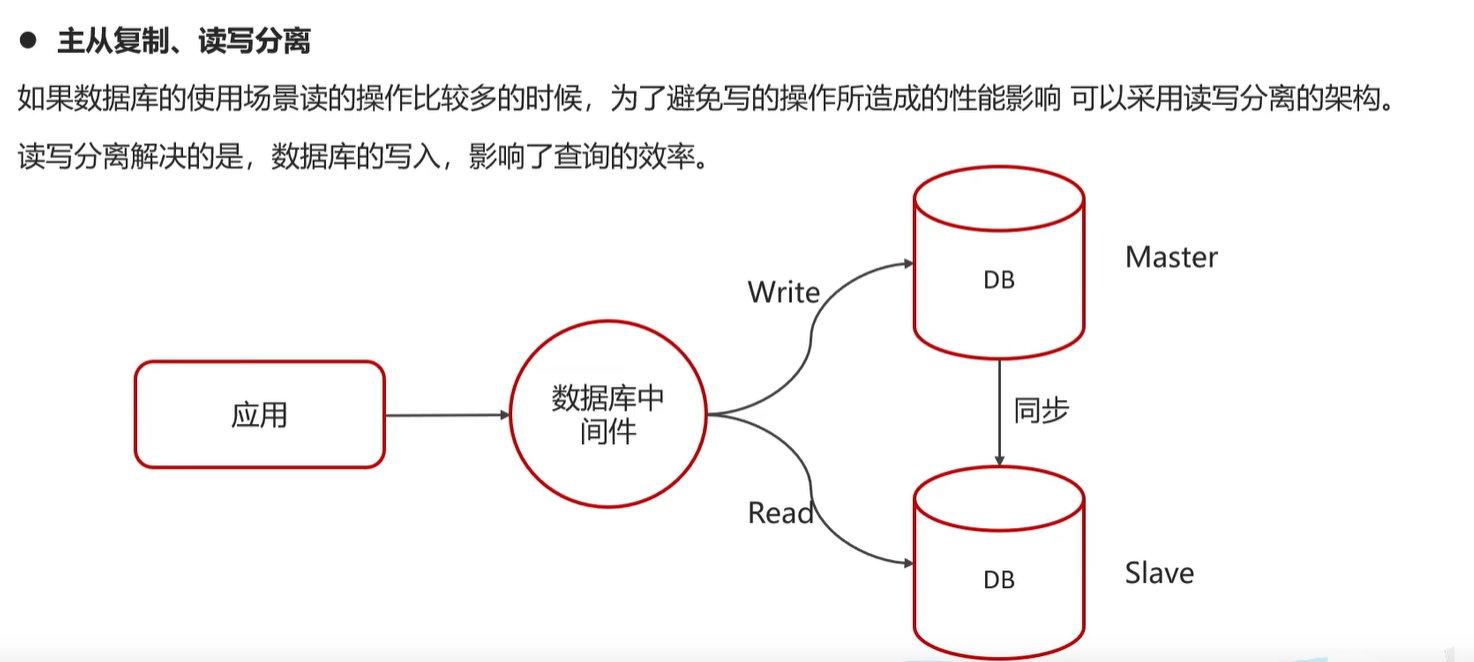 ● 主从复制、读写分离
如果数据库的使用场景读的操作比较多的时候，为了避免写的操作所造成的性能影响 可以采用读写分离的架构。
读写分离解决的是，数据库的写入，影响了查询的效率。
Master
DB
Write
应用
数据库中
间件
同步
Read
DB
Slave